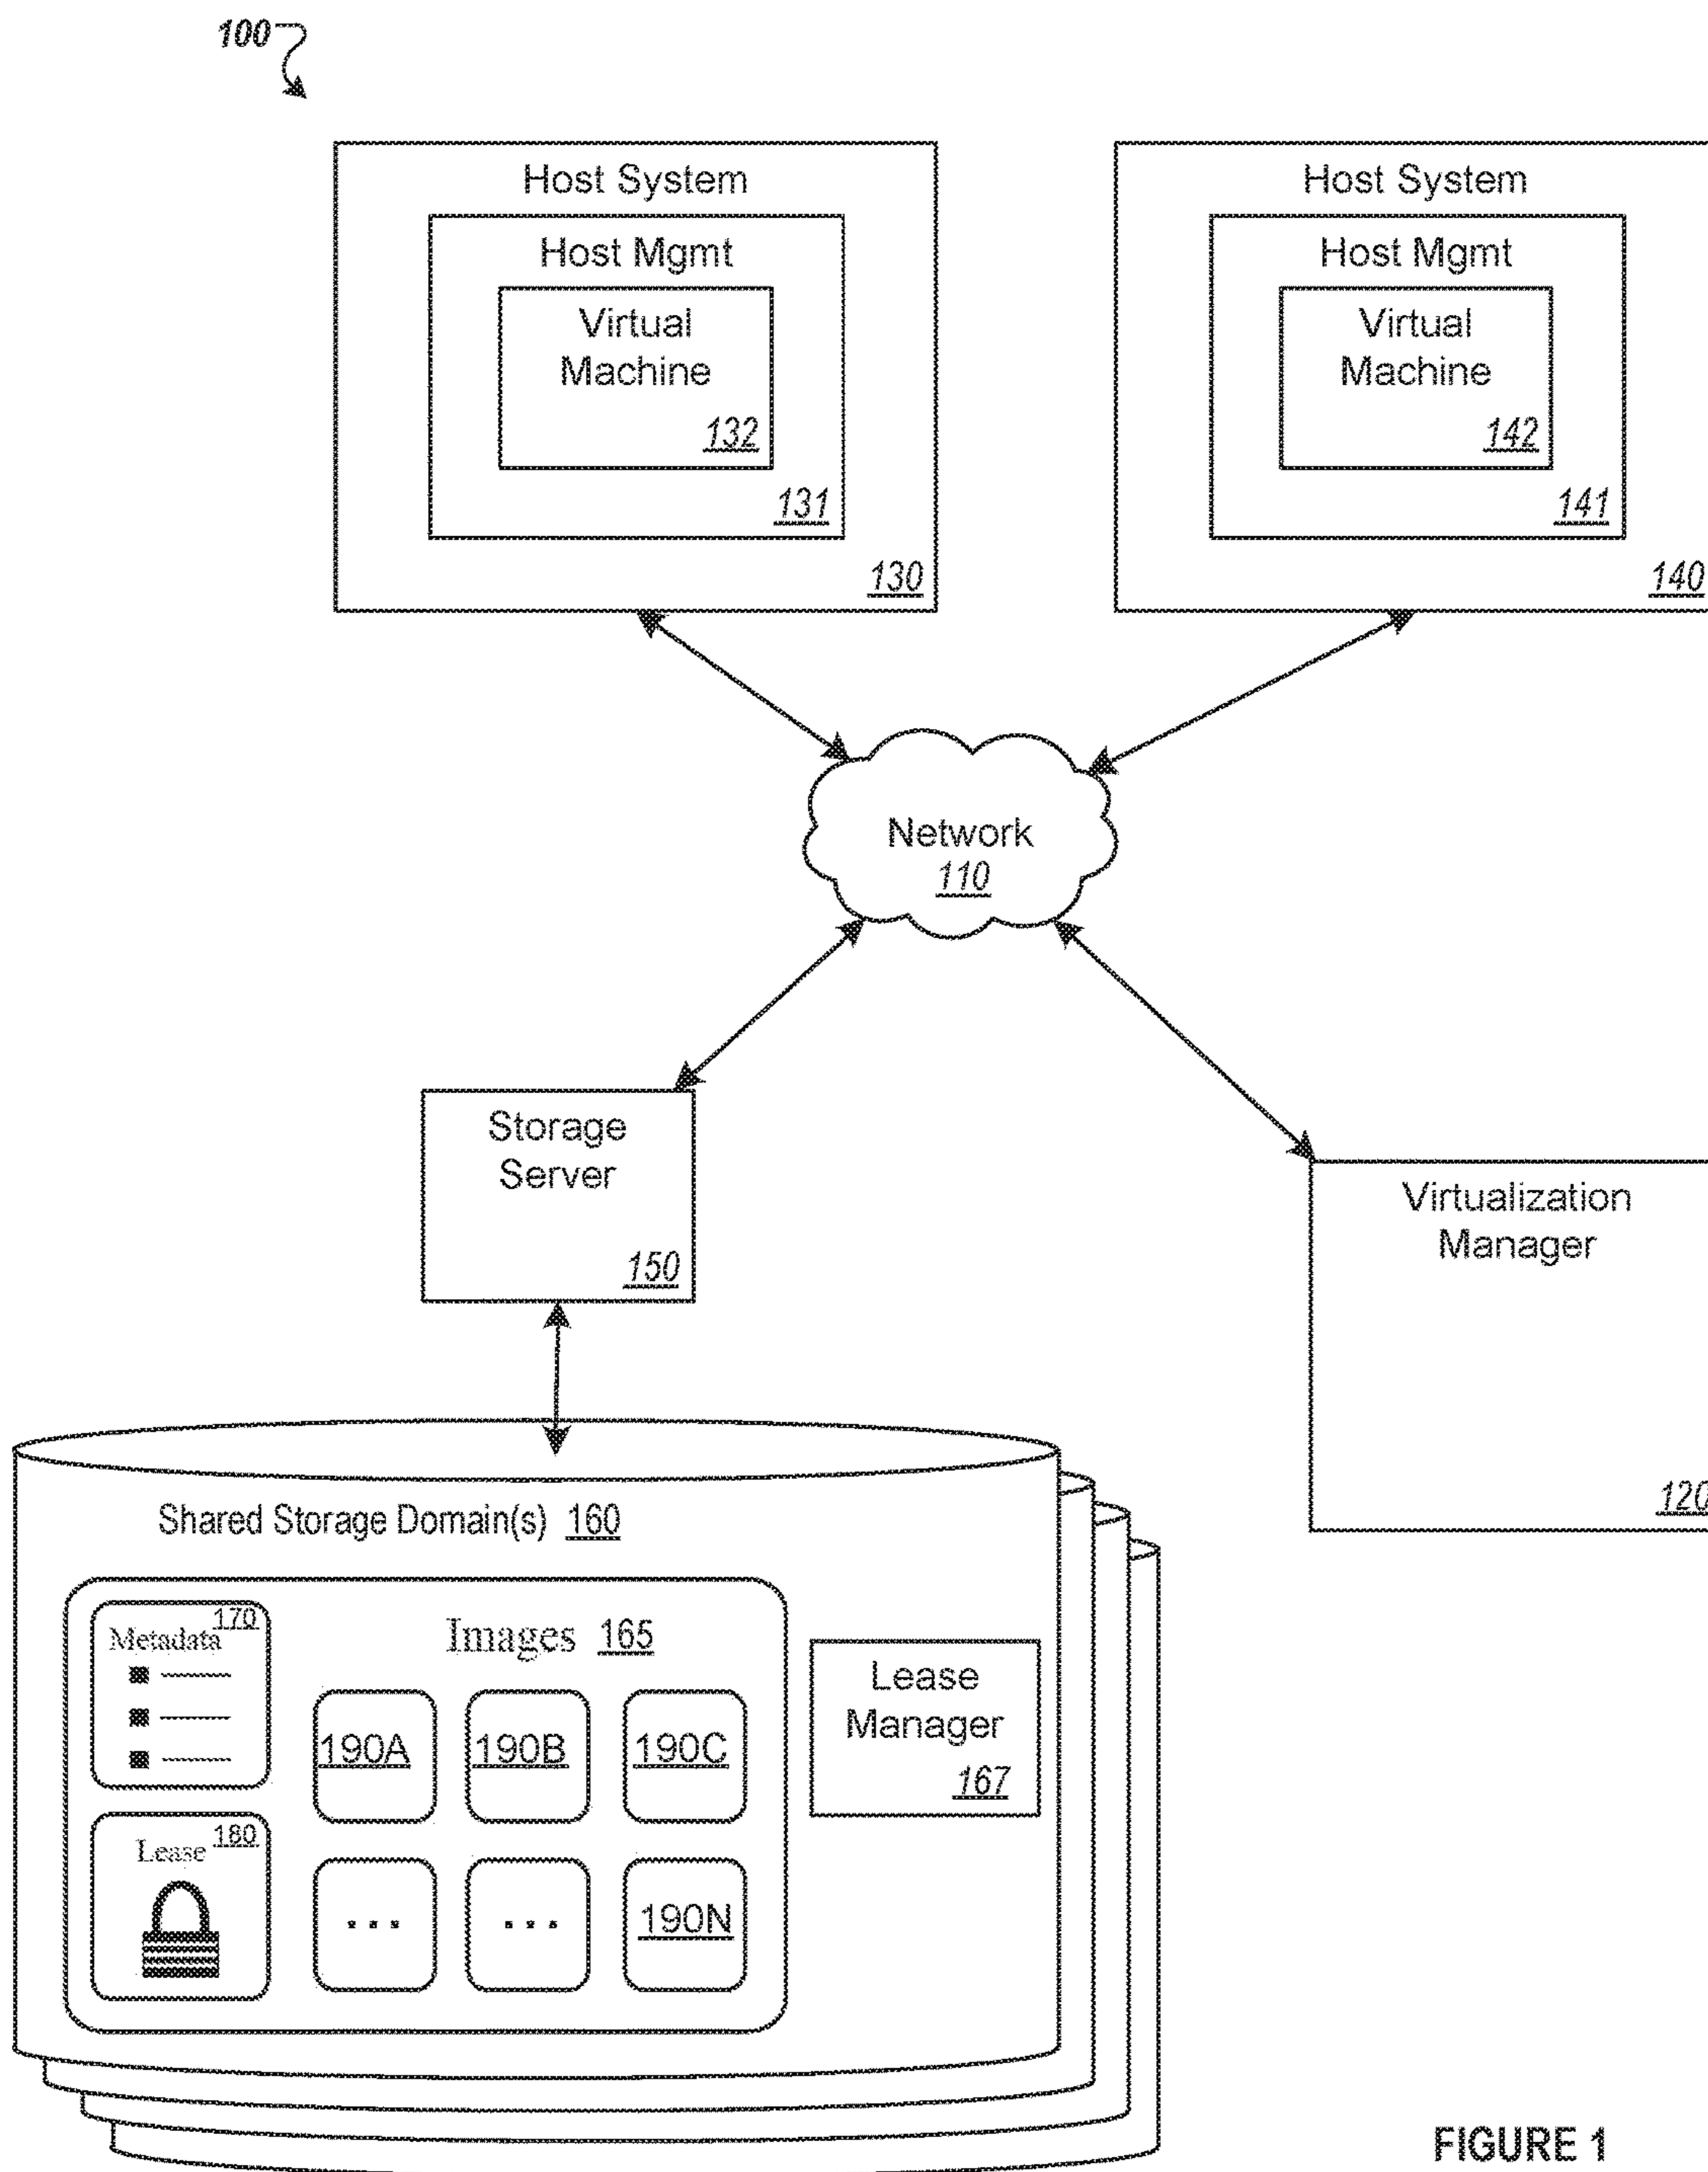 100
Host System
Host Mgmt
Virtual
Machine
132
131
130
Host System
Host Mgmt
Virtual
Machine
142
141
140
Network
110
Storage
Server
150
Virtualization
Manager
120
Shared Storage Domain(s) 160
170
Metadata
Images 165
190A 190B 190C
Lease
Manager
167
180
Lease
... ... 190N
FIGURE 1